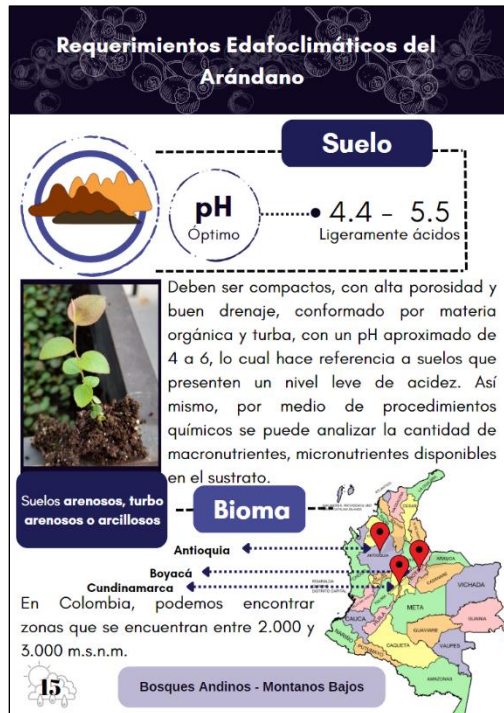 Requerimientos Edafoclimáticos del
Arándano
Suelo
pH
Óptimo
4.4 - 5.5
Ligeramente ácidos
Deben ser compactos, con alta porosidad y
buen drenaje, conformado por materia
orgánica y turba, con un pH aproximado de
4 a 6, lo cual hace referencia a suelos que
presenten un nivel leve de acidez. Así
mismo, por medio de procedimientos
químicos se puede analizar la cantidad de
macronutrientes, micronutrientes disponibles
en el sustrato.
Suelos arenosos, turbo
arenosos o arcillosos
Bioma
Antioquia
Boyacá
Cundinamarca
En Colombia, podemos encontrar
zonas que se encuentran entre 2.000 y
3.000 m.s.n.m.
ANTIOQUIA
ARAUCA
CASANARE
VICHADA
META
GUAINIA
CAUCA
GUAVIARE
NARIÑO
VAUPES
PUTUMAYO
CAQUETA
AMAZONAS
DISTRITO CAPITAL
15
Bosques Andinos - Montanos Bajos